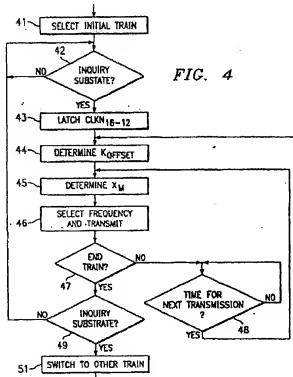 41
SELECT INITIAL TRAIN
42
NO
INQUIRY
SUBSTATE?
FIG. 4
YES
43
LATCH CLKN16-12
44
DETERMINE KOFFSET
45
DETERMINE XM
46
SELECT FREQUENCY
AND TRANSMIT
END
TRAIN?
NO
47
YES
TIME FOR
NEXT TRANSMISSION
?
NO
48
YES
NO
INQUIRY
SUBSTRATE?
49
YES
51
SWITCH TO OTHER TRAIN